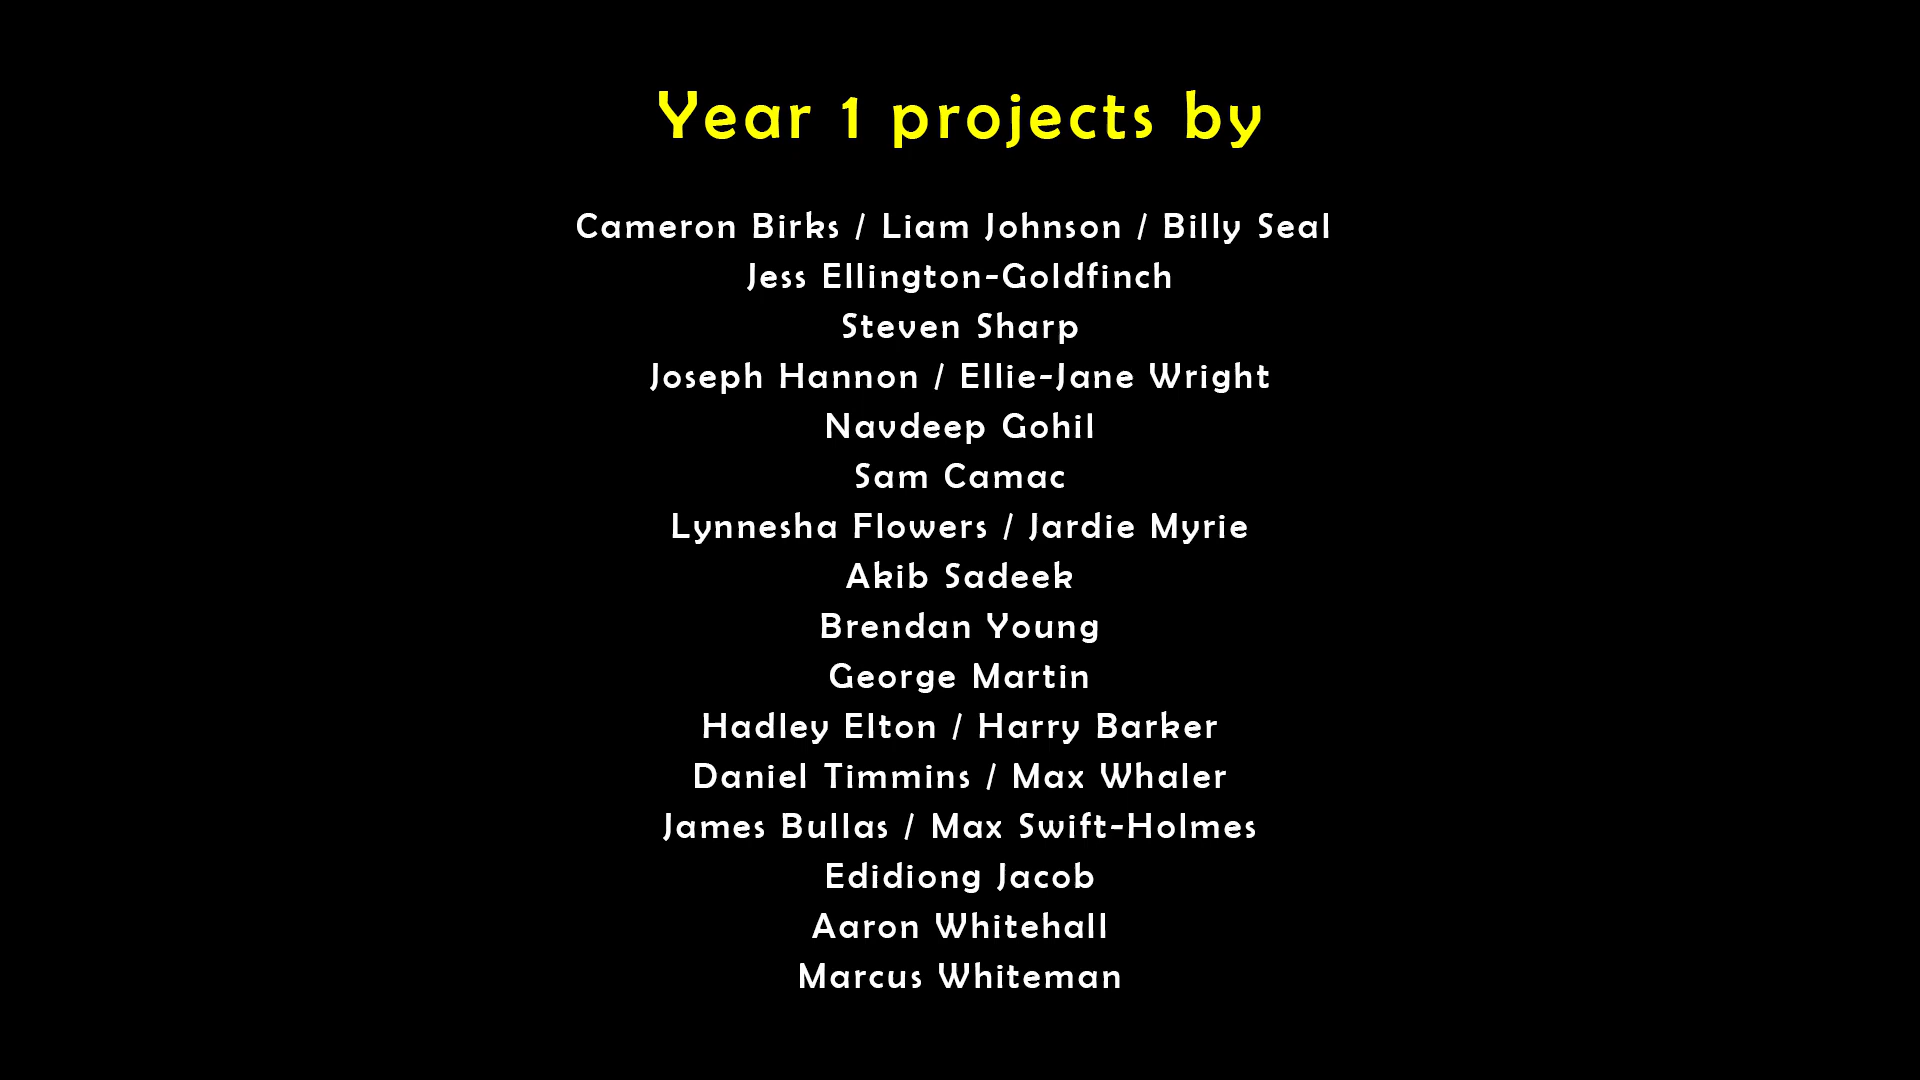 Year 1 projects by
Cameron Birks / Liam Johnson / Billy Seal
Jess Ellington-Goldfinch
Steven Sharp
Joseph Hannon / Ellie-Jane Wright
Navdeep Gohil
Sam Camac
Lynnesha Flowers / Jardie Myrie
Akib Sadeek
Brendan Young
George Martin
Hadley Elton / Harry Barker
Daniel Timmins / Max Whaler
James Bullas / Max Swift-Holmes
Edidiong Jacob
Aaron Whitehall
Marcus Whiteman